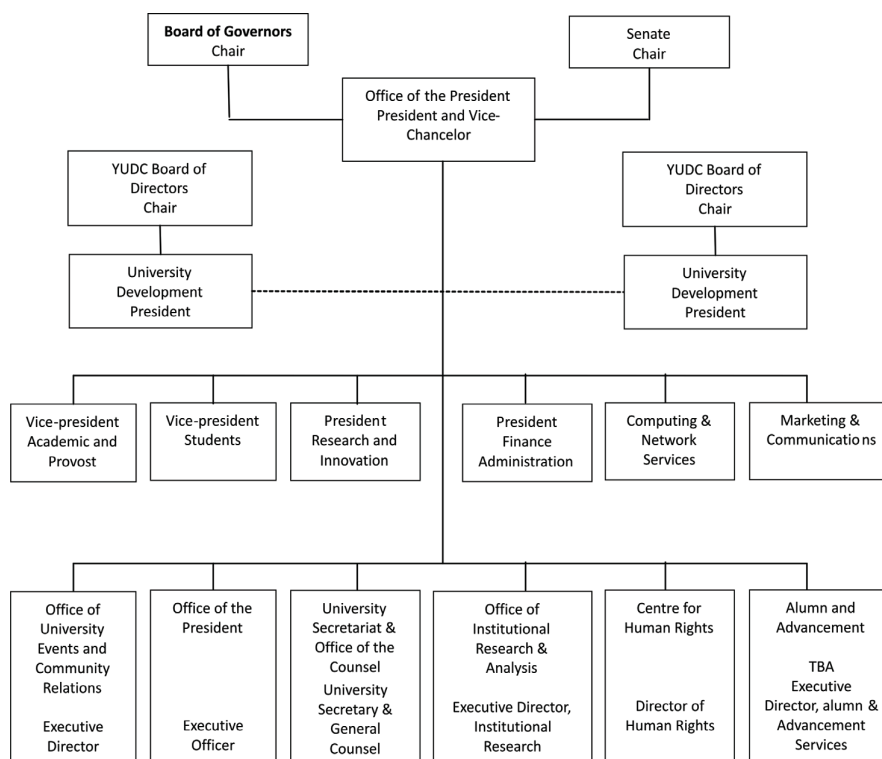 Board of Governors
Chair
Senate
Chair
Office of the President
President and Vice-
Chancelor
YUDC Board of
Directors
Chair
YUDC Board of
Directors
Chair
University
Development
President
University
Development
President
Vice-president
Academic and
Provost
Vice-president
Students
President
Research and
Innovation
President
Finance
Administration
Computing &
Network
Services
Marketing &
Communications
Office of
University
Events and
Community
Relations
Executive
Director
Office of the
President
Executive
Officer
University
Secretariat &
Office of the
Counsel
University
Secretary &
General
Counsel
Office of
Institutional
Research &
Analysis
Executive Director,
Institutional
Research
Centre for
Human Rights
Director of
Human Rights
Alumn and
Advancement
TBA
Executive
Director, alumn &
Advancement
Services